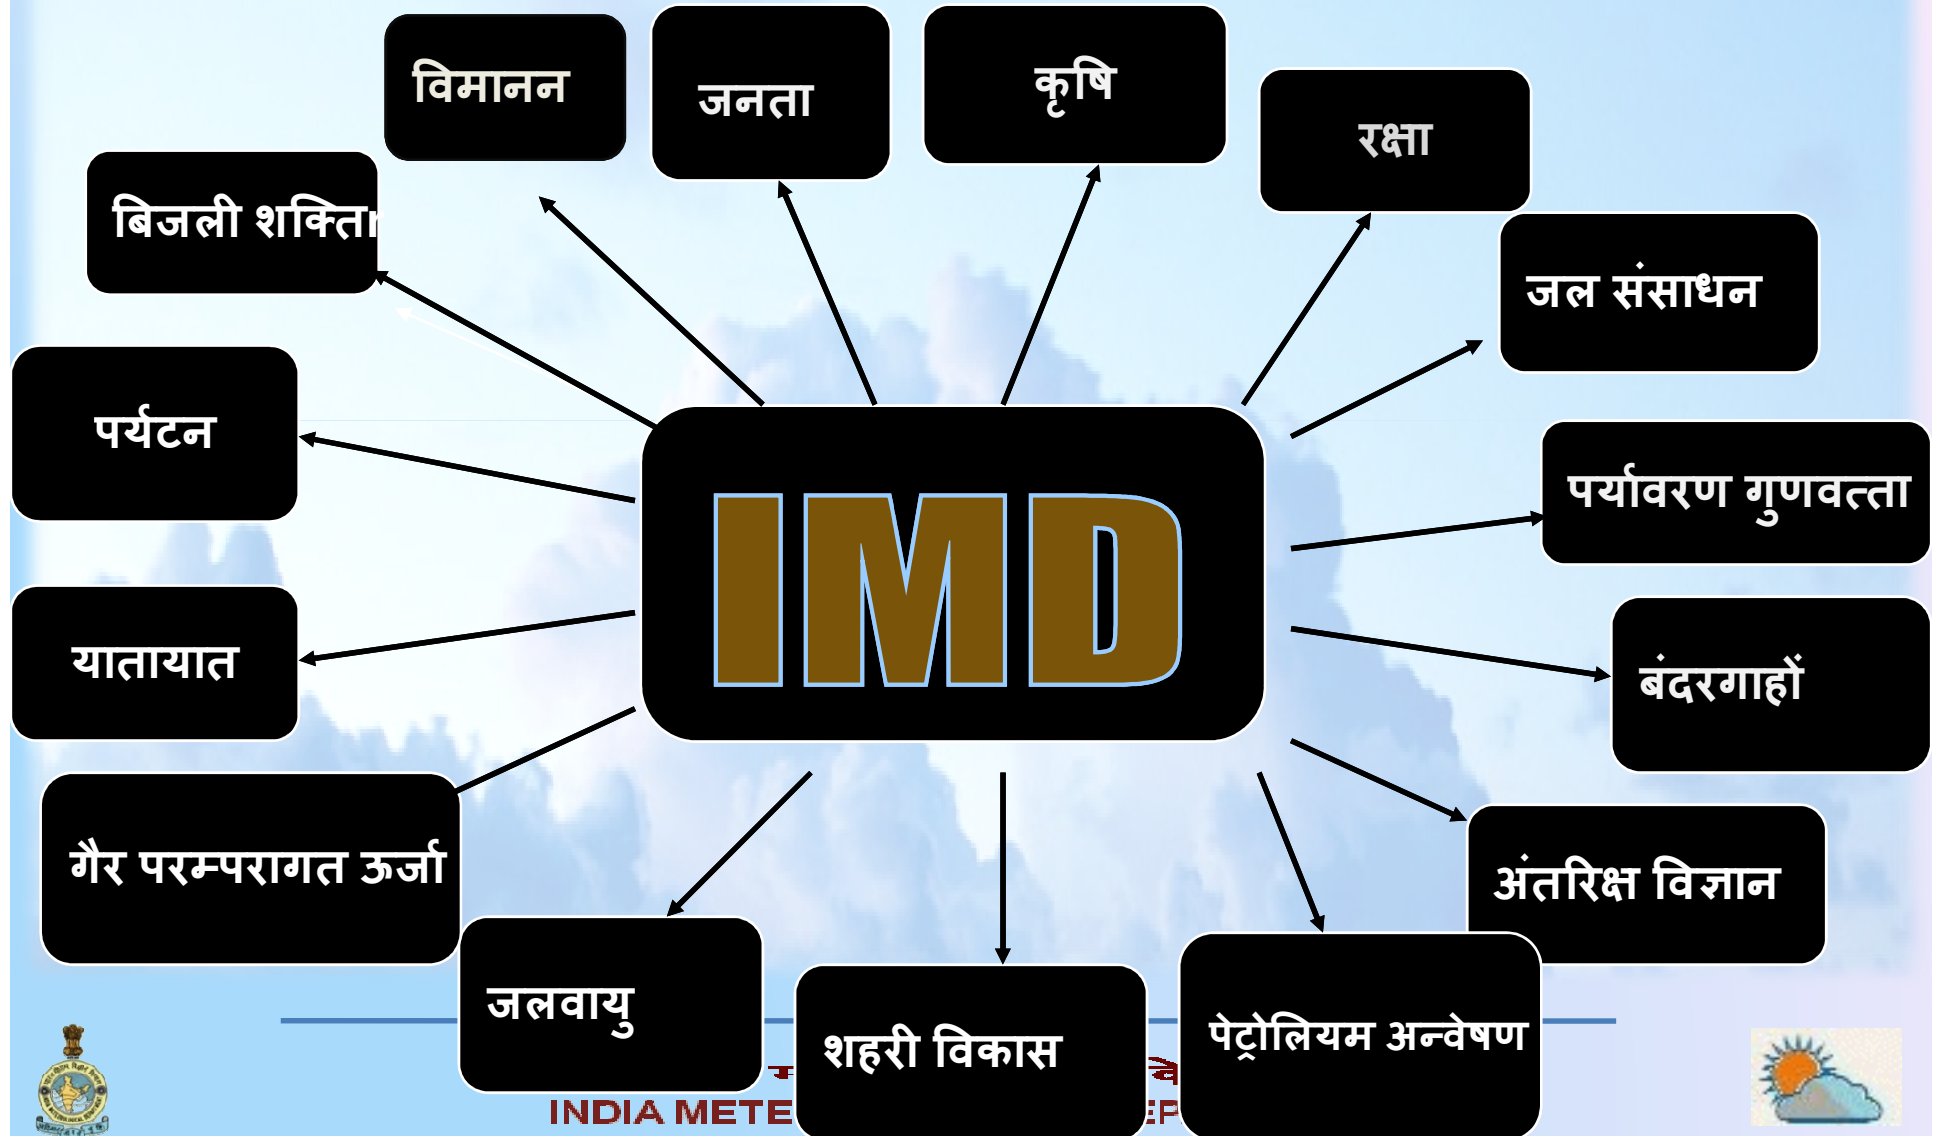 विमानन
जनता
कृषि
रक्षा
बिजली शक्ति
जल संसाधन
पर्यटन
पर्यावरण गुणवत्ता
IMD
यातायात
बंदरगाहों
गैर परम्परागत ऊर्जा
अंतरिक्ष विज्ञान
जलवायु
शहरी विकास
पेट्रोलियम अन्वेषण
INDIA METE